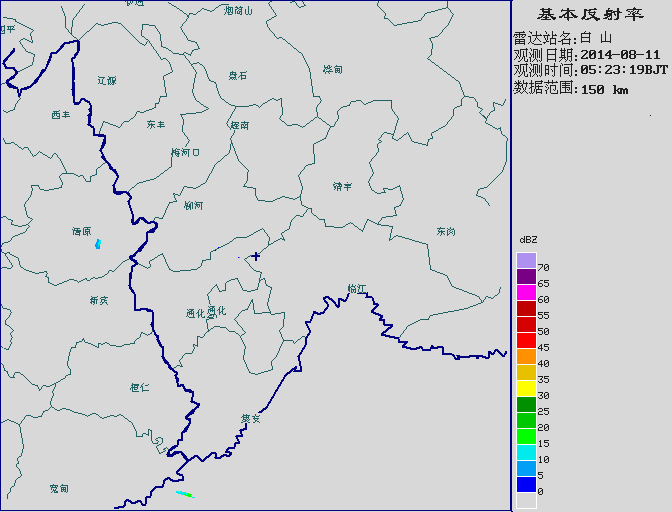 基本反射率
雷达站名:白 山
观测日期:2014-08-11
观测时间:05:23:19BJT
数据范围:150 km
四平
烟筒山
辽源
盘石
桦甸
西丰
东丰
辉南
梅河口
靖宇
柳河
清原
东岗
新宾
通化 通化
临江
桓仁
集安
宽甸
dBZ
70
65
60
55
50
45
40
35
30
25
20
15
10
5
0